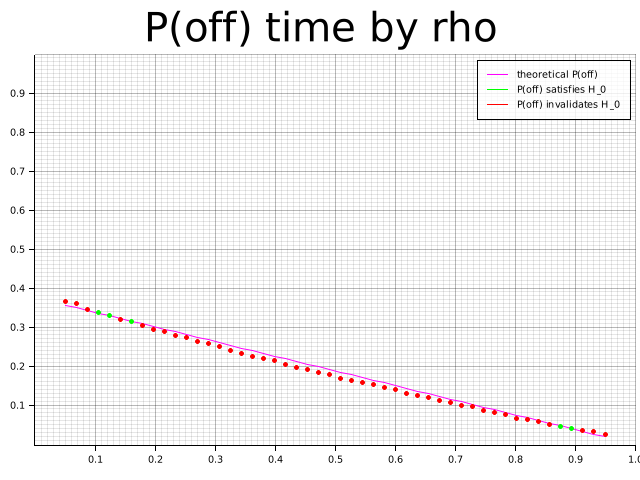 P(off) time by rho
theoretical P(off)
P(off) satisfies H_0
P(off) invalidates H_0
0.9
0.8
0.7
0.6
0.5
0.4
0.3
0.2
0.1
0.1 0.2 0.3 0.4 0.5 0.6 0.7 0.8 0.9 1.0